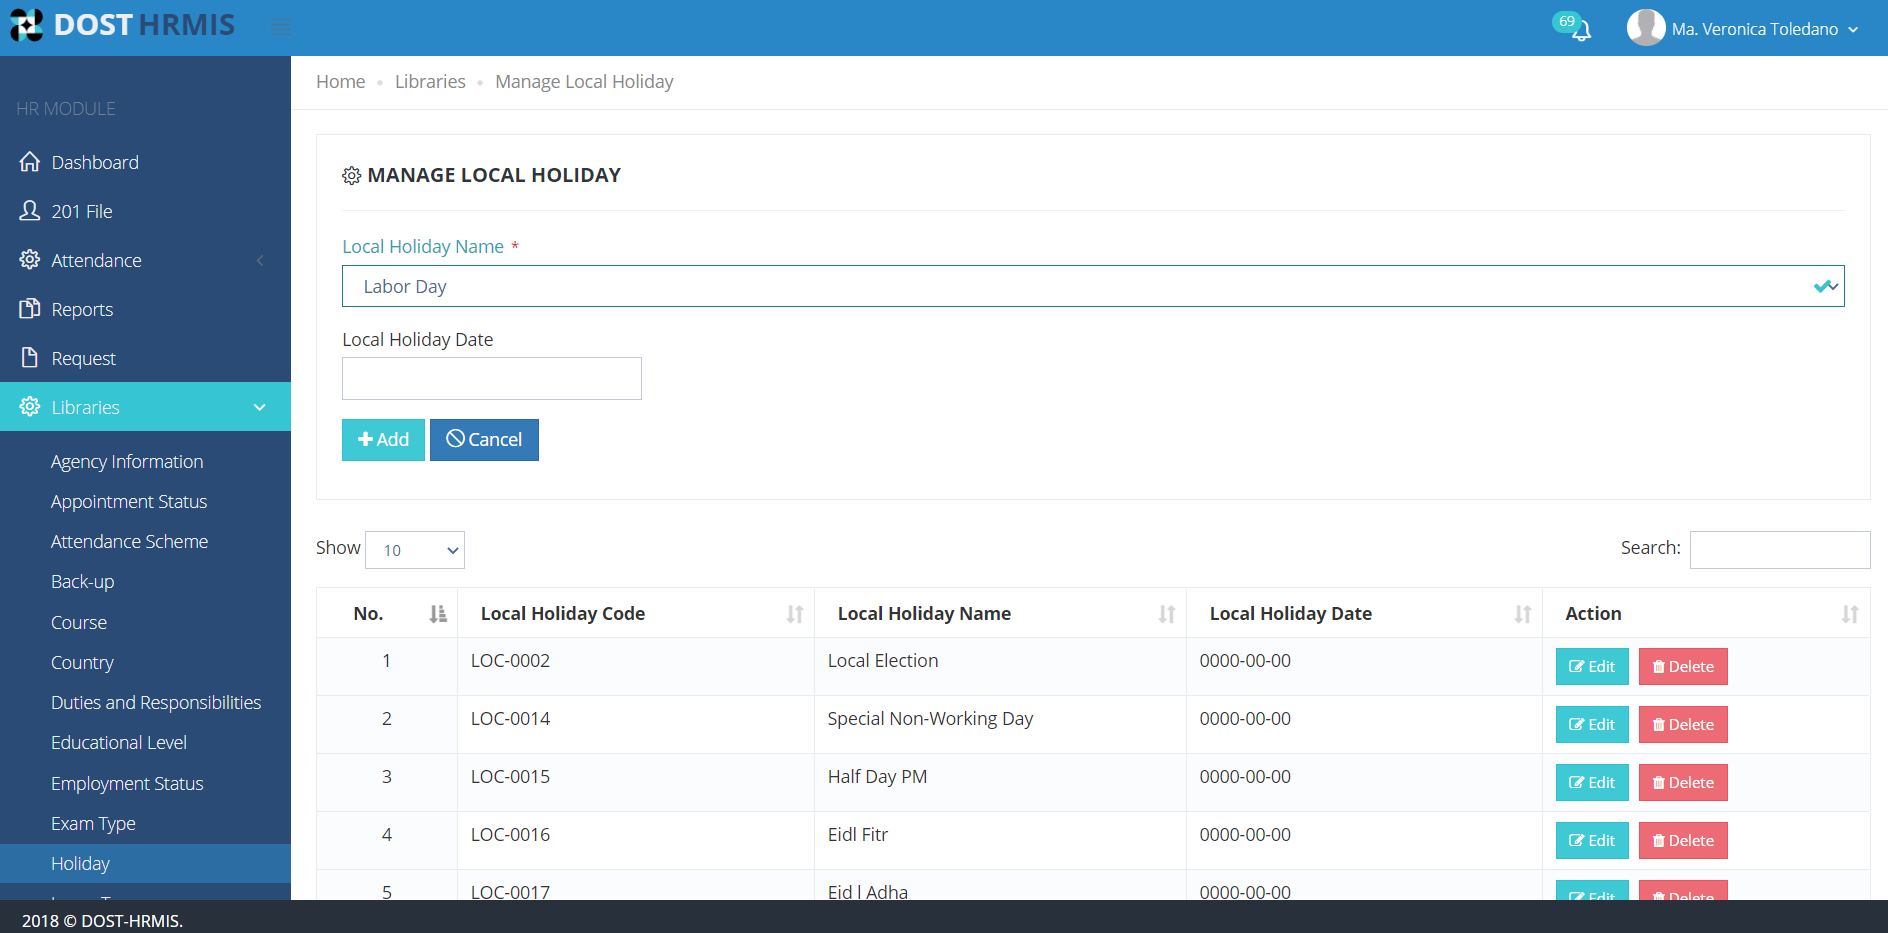 DOST HRMIS
69
Ma. Veronica Toledano
HR MODULE
Dashboard
201 File
Attendance
Reports
Request
Libraries
Agency Information
Appointment Status
Attendance Scheme
Back-up
Course
Country
Duties and Responsibilities
Educational Level
Employment Status
Exam Type
Holiday
Home • Libraries • Manage Local Holiday
MANAGE LOCAL HOLIDAY
Local Holiday Name *
Labor Day
Local Holiday Date
Add Cancel
Show 10 Search:
No. Local Holiday Code Local Holiday Name Local Holiday Date Action
1 LOC-0002 Local Election 0000-00-00 Edit Delete
2 LOC-0014 Special Non-Working Day 0000-00-00 Edit Delete
3 LOC-0015 Half Day PM 0000-00-00 Edit Delete
4 LOC-0016 Eidl Fitr 0000-00-00 Edit Delete
5 LOC-0017 Eid l Adha 0000-00-00 Edit Delete
2018 © DOST-HRMIS.